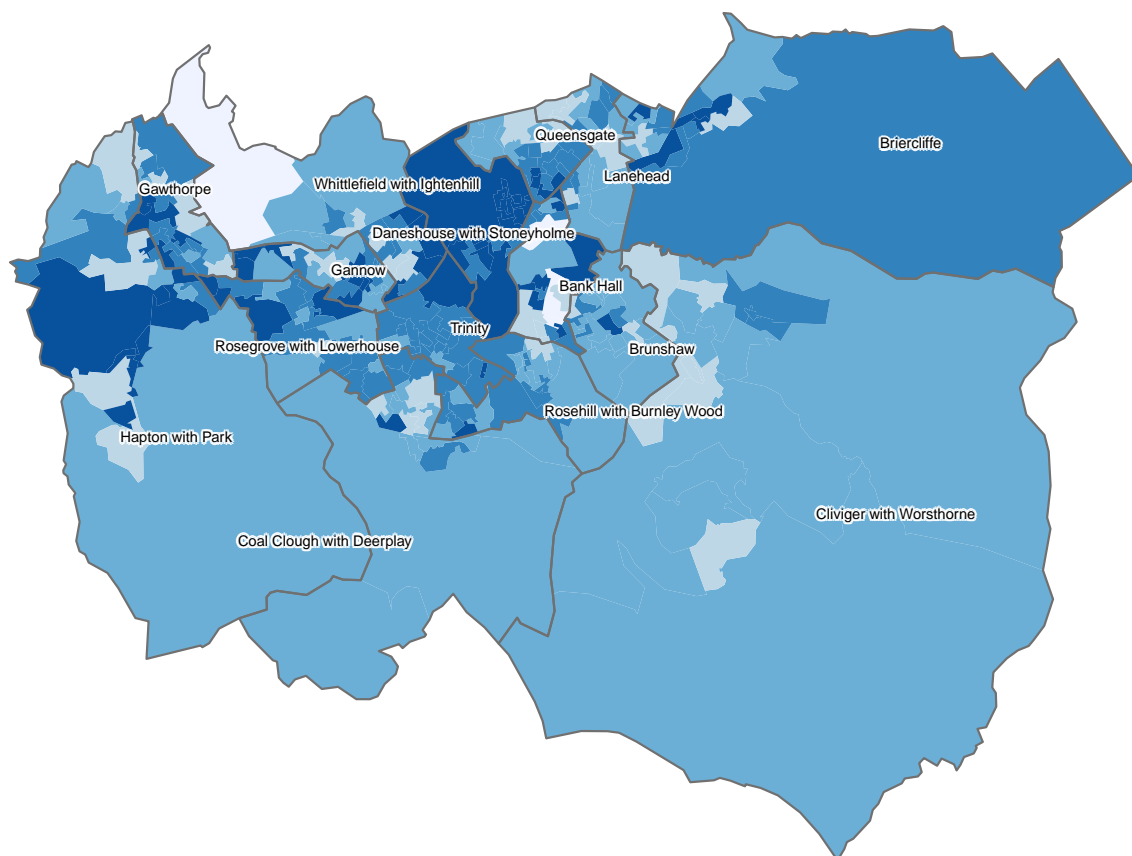 Queensgate
Briercliffe
Lanehead
Whittlefield with Ightenhill
Gawthorpe
Daneshouse with Stoneyholme
Gannow
Bank Hall
Trinity
Rosegrove with Lowerhouse
Brunshaw
Rosehill with Burnley Wood
Hapton with Park
Cliviger with Worsthorne
Coal Clough with Deerplay